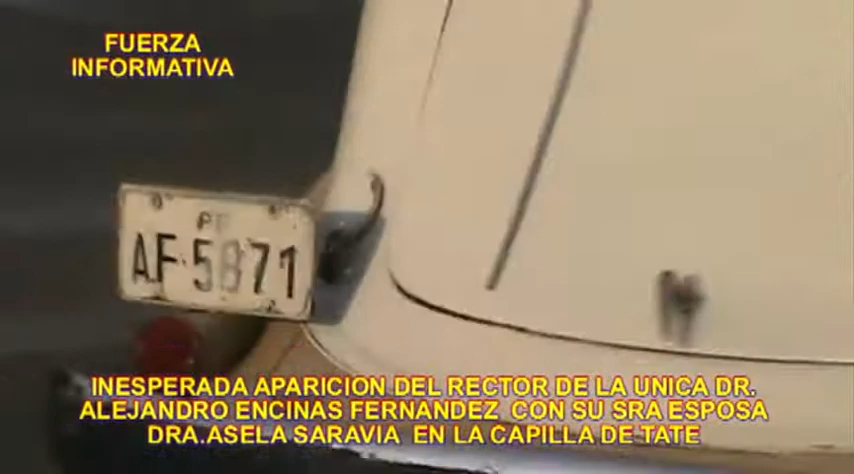 FUERZA
INFORMATIVA
PE
AF·5871
INESPERADA APARICION DEL RECTOR DE LA UNICA DR.
ALEJANDRO ENCINAS FERNANDEZ CON SU SRA ESPOSA
DRA.ASELA SARAVIA EN LA CAPILLA DE TATE